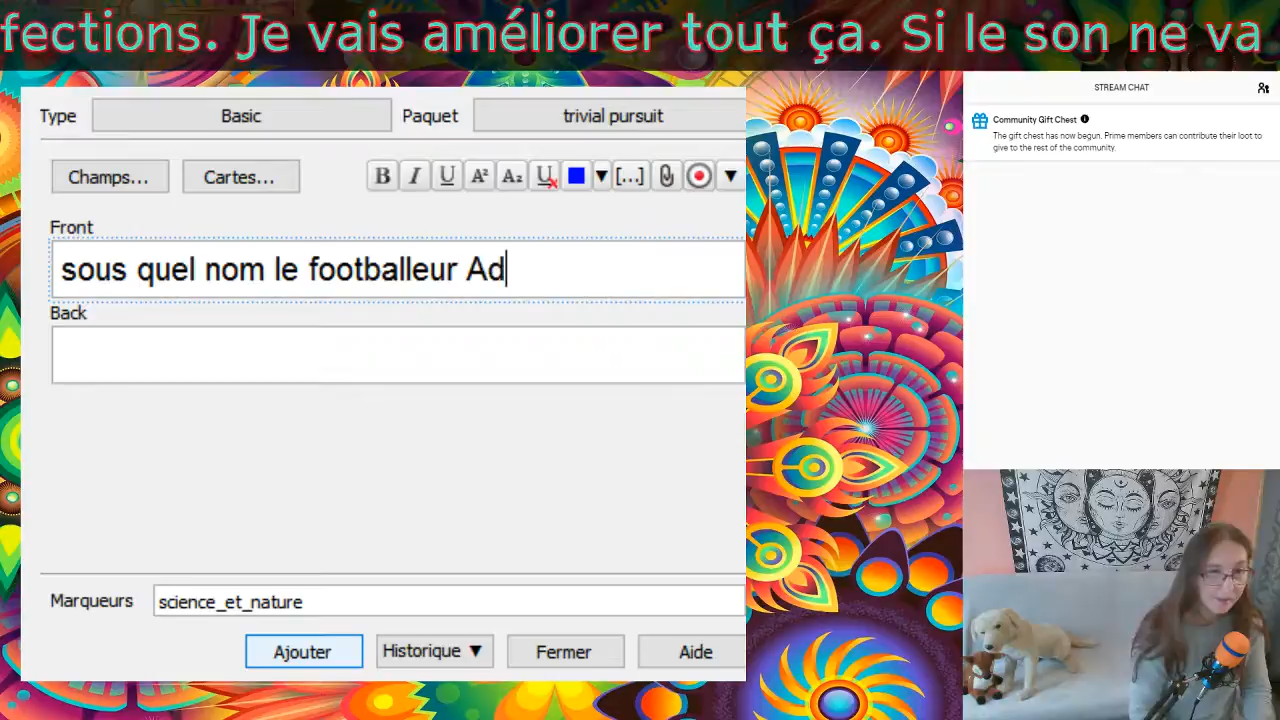 fections. Je vais améliorer tout ça. Si le son ne va
Type Basic Paquet trivial pursuit
Champs... Cartes... B I U A² A₂ U [...]
Front
sous quel nom le footballeur Ad
Back
Marqueurs science_et_nature
Ajouter Historique ▼ Fermer Aide
STREAM CHAT
Community Gift Chest
The gift chest has now begun. Prime members can contribute their loot to
give to the rest of the community.